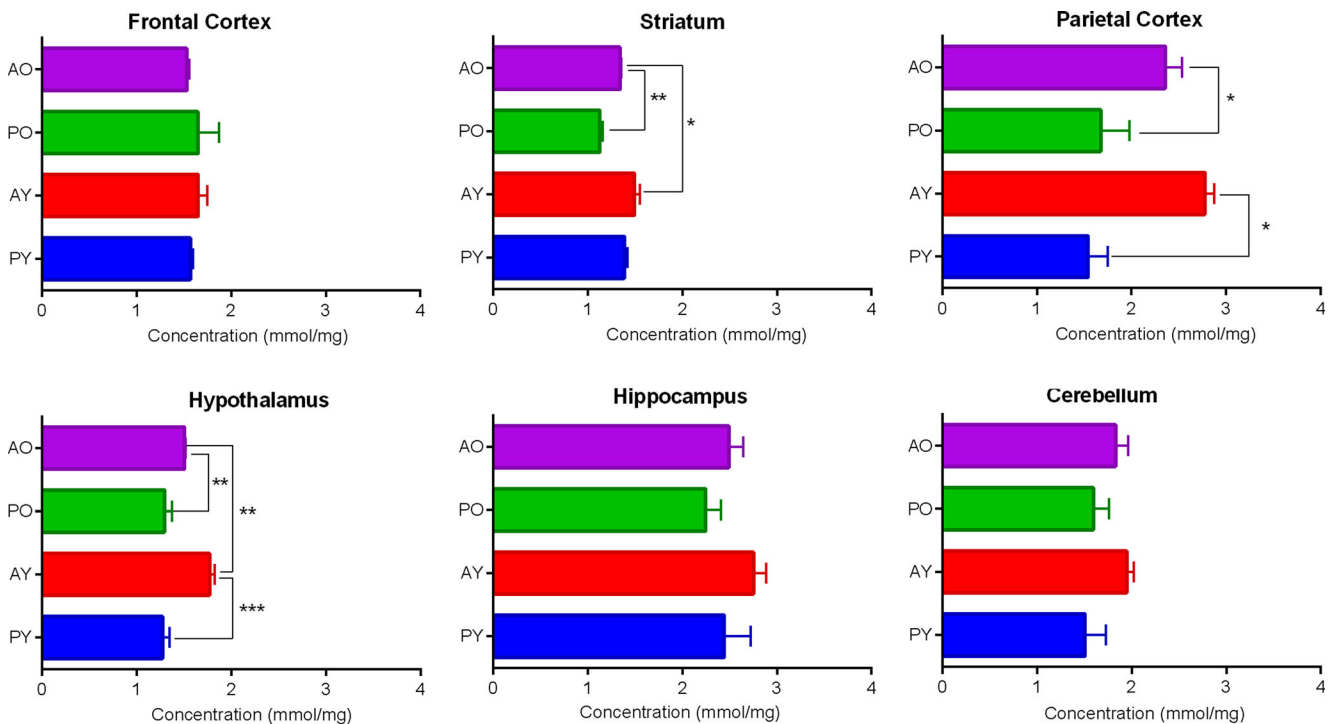 Frontal Cortex
AO
PO
AY
PY
0 1 2 3 4
Concentration (mmol/mg)
Striatum
AO
**
PO
*
AY
PY
0 1 2 3 4
Concentration (mmol/mg)
Parietal Cortex
AO
*
PO
AY
*
PY
0 1 2 3 4
Concentration (mmol/mg)
Hypothalamus
AO
**
PO
**
AY
***
PY
0 1 2 3 4
Concentration (mmol/mg)
Hippocampus
AO
PO
AY
PY
0 1 2 3 4
Concentration (mmol/mg)
Cerebellum
AO
PO
AY
PY
0 1 2 3 4
Concentration (mmol/mg)